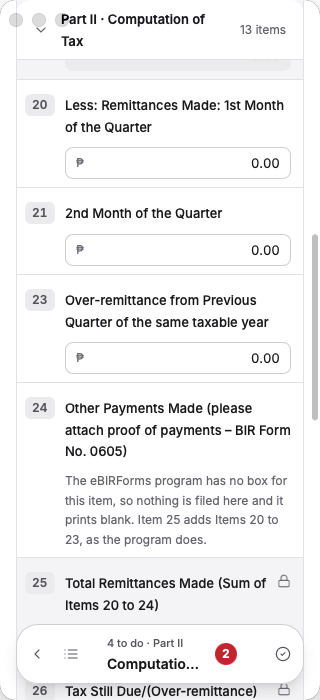 Part II · Computation of
Tax
13 items
20
Less: Remittances Made: 1st Month
of the Quarter
₱
0.00
21
2nd Month of the Quarter
₱
0.00
23
Over-remittance from Previous
Quarter of the same taxable year
₱
0.00
24
Other Payments Made (please
attach proof of payments – BIR Form
No. 0605)
The eBIRForms program has no box for
this item, so nothing is filed here and it
prints blank. Item 25 adds Items 20 to
23, as the program does.
25
Total Remittances Made (Sum of
Items 20 to 24)
4 to do · Part II
Computatio...
2
26
Tax Still Due/(Over-remittance)